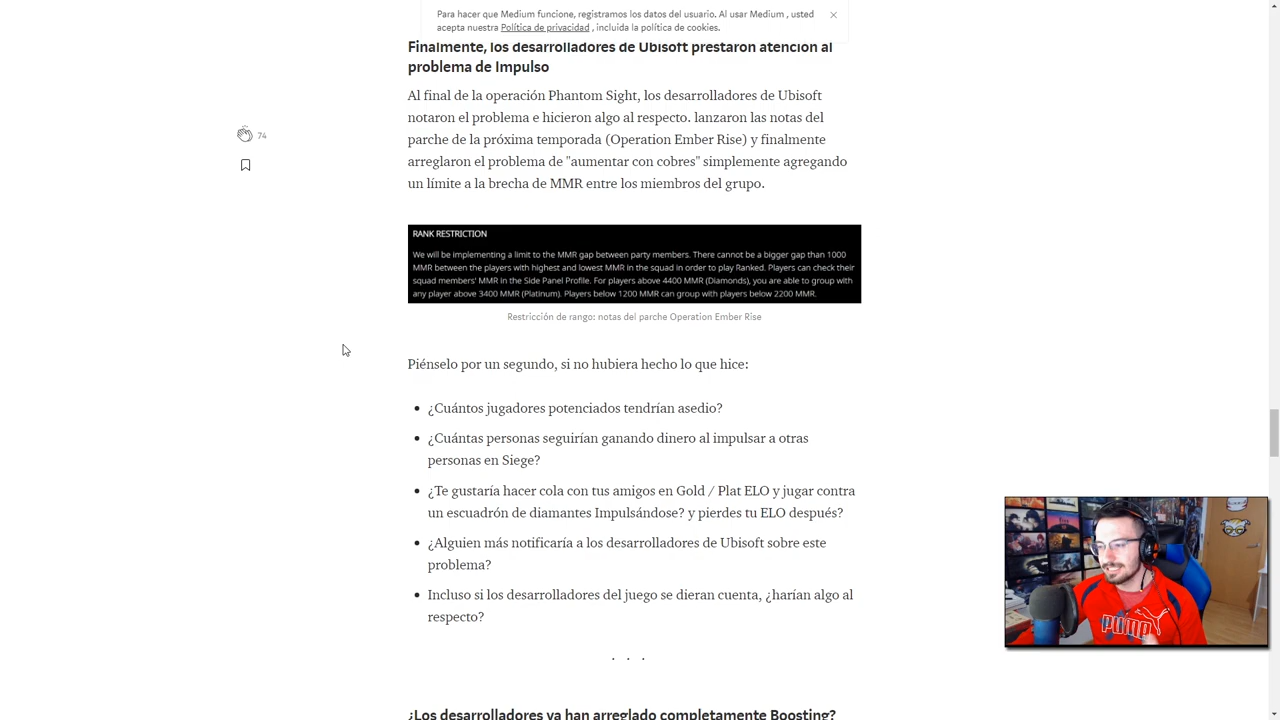 Para hacer que Medium funcione, registramos los datos del usuario. Al usar Medium , usted
acepta nuestra Política de privacidad , incluida la política de cookies.
Finalmente, los desarrolladores de Ubisoft prestaron atención al
problema de Impulso
Al final de la operación Phantom Sight, los desarrolladores de Ubisoft
notaron el problema e hicieron algo al respecto. lanzaron las notas del
parche de la próxima temporada (Operation Ember Rise) y finalmente
arreglaron el problema de "aumentar con cobres" simplemente agregando
un límite a la brecha de MMR entre los miembros del grupo.
74
RANK RESTRICTION
We will be implementing a limit to the MMR gap between party members. There cannot be a bigger gap than 1000
MMR between the players with highest and lowest MMR in the squad in order to play Ranked. Players can check their
squad members' MMR in the Side Panel Profile. For players above 4400 MMR (Diamonds), you are able to group with
any player above 3400 MMR (Platinum). Players below 1200 MMR can group with players below 2200 MMR.
Restricción de rango: notas del parche Operation Ember Rise
Piénselo por un segundo, si no hubiera hecho lo que hice:
¿Cuántos jugadores potenciados tendrían asedio?
¿Cuántas personas seguirían ganando dinero al impulsar a otras
personas en Siege?
¿Te gustaría hacer cola con tus amigos en Gold / Plat ELO y jugar contra
un escuadrón de diamantes Impulsándose? y pierdes tu ELO después?
¿Alguien más notificaría a los desarrolladores de Ubisoft sobre este
problema?
Incluso si los desarrolladores del juego se dieran cuenta, ¿harían algo al
respecto?
. . .
¿Los desarrolladores ya han arreglado completamente Boosting?
PUMA